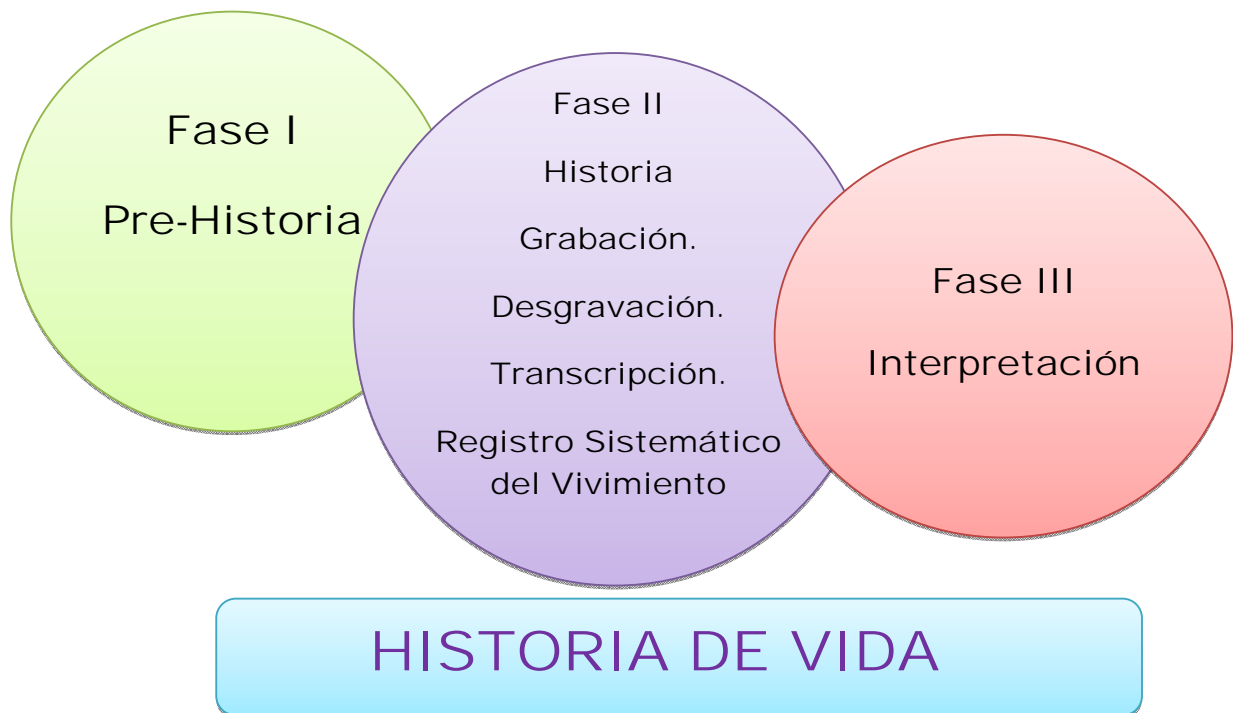 Fase I
Pre-Historia
Fase II
Historia
Grabación.
Desgravación.
Transcripción.
Registro Sistemático
del Vivimiento
Fase III
Interpretación
HISTORIA DE VIDA